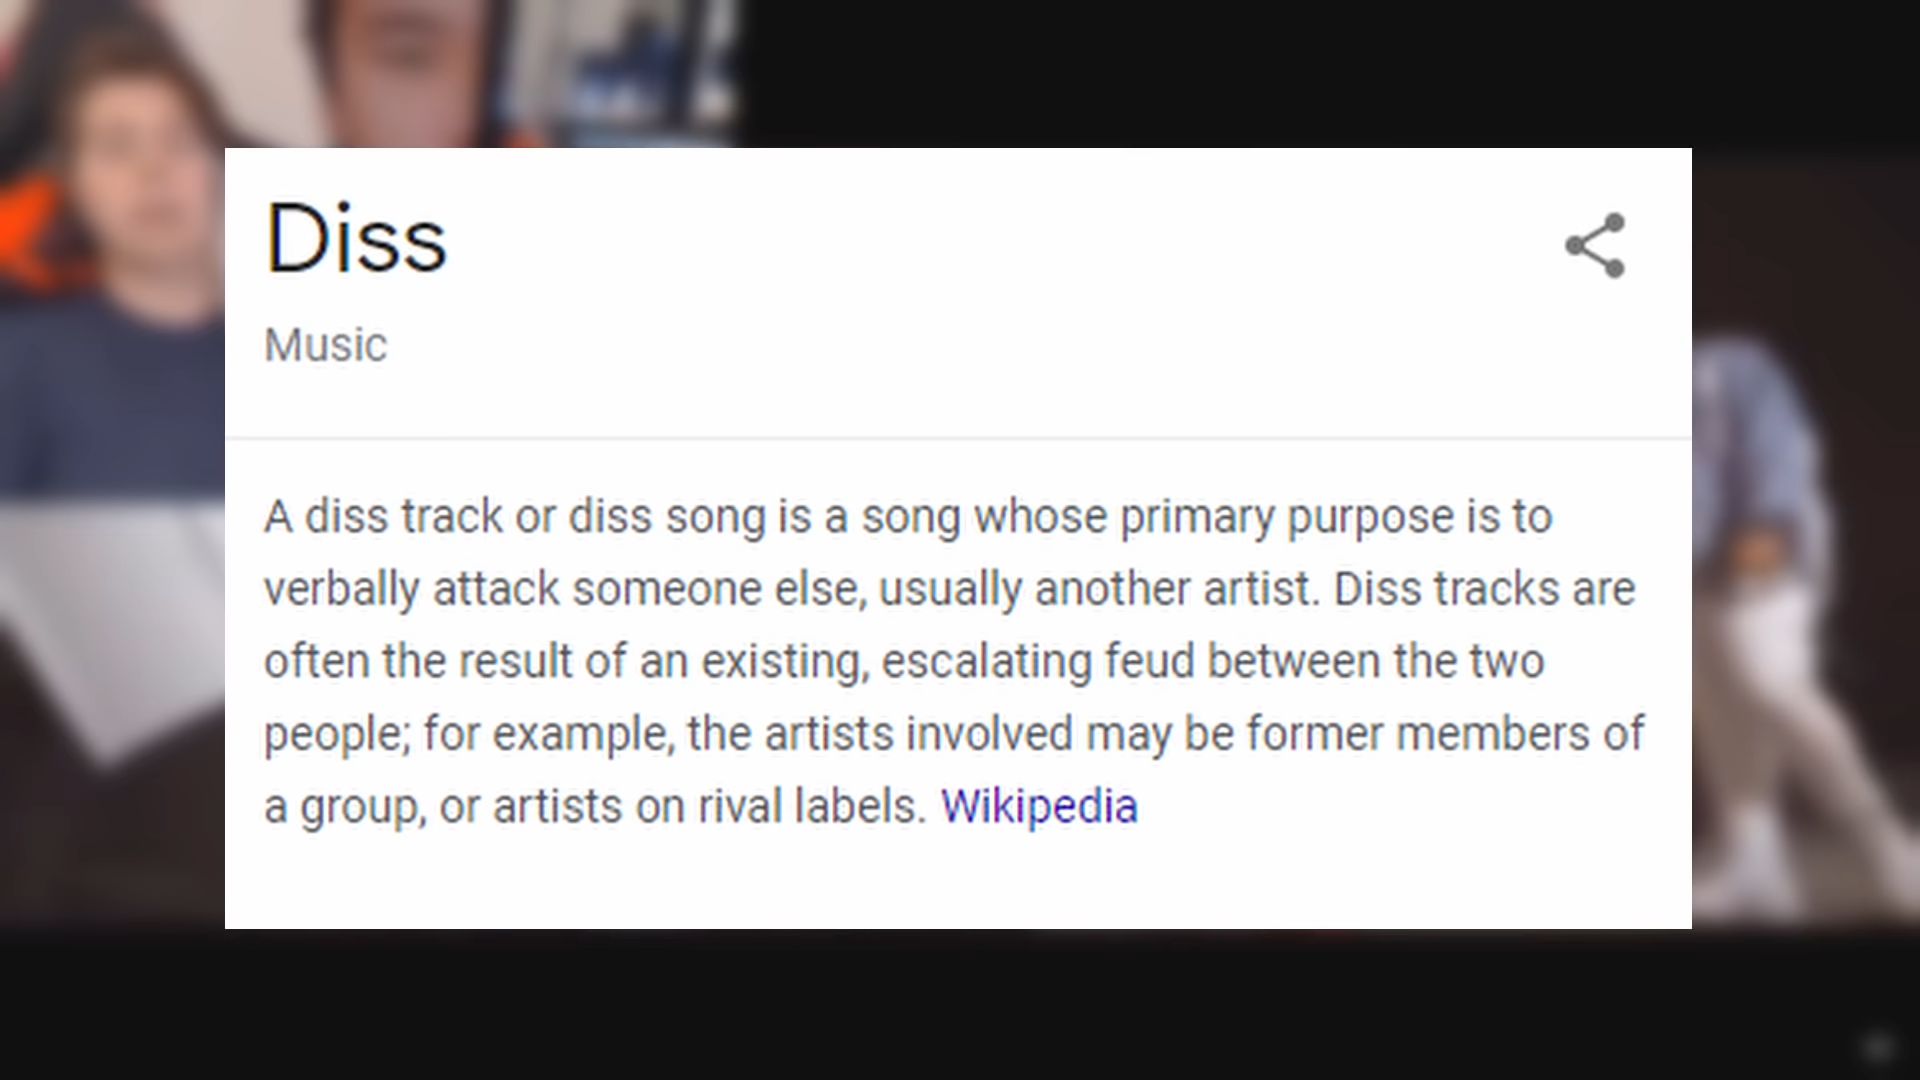 Diss
Music
A diss track or diss song is a song whose primary purpose is to
verbally attack someone else, usually another artist. Diss tracks are
often the result of an existing, escalating feud between the two
people; for example, the artists involved may be former members of
a group, or artists on rival labels. Wikipedia